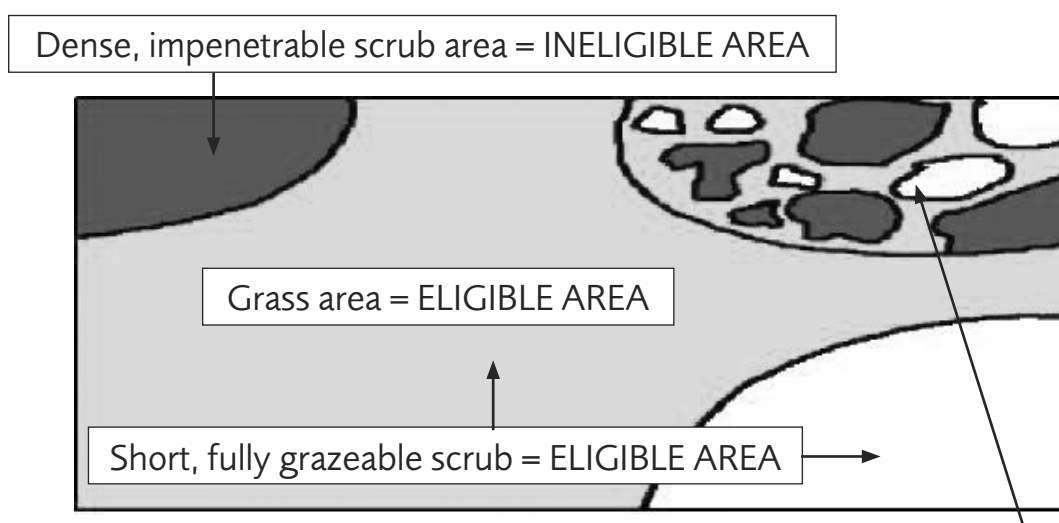 Dense, impenetrable scrub area = INELIGIBLE AREA
Grass area = ELIGIBLE AREA
Short, fully grazeable scrub = ELIGIBLE AREA